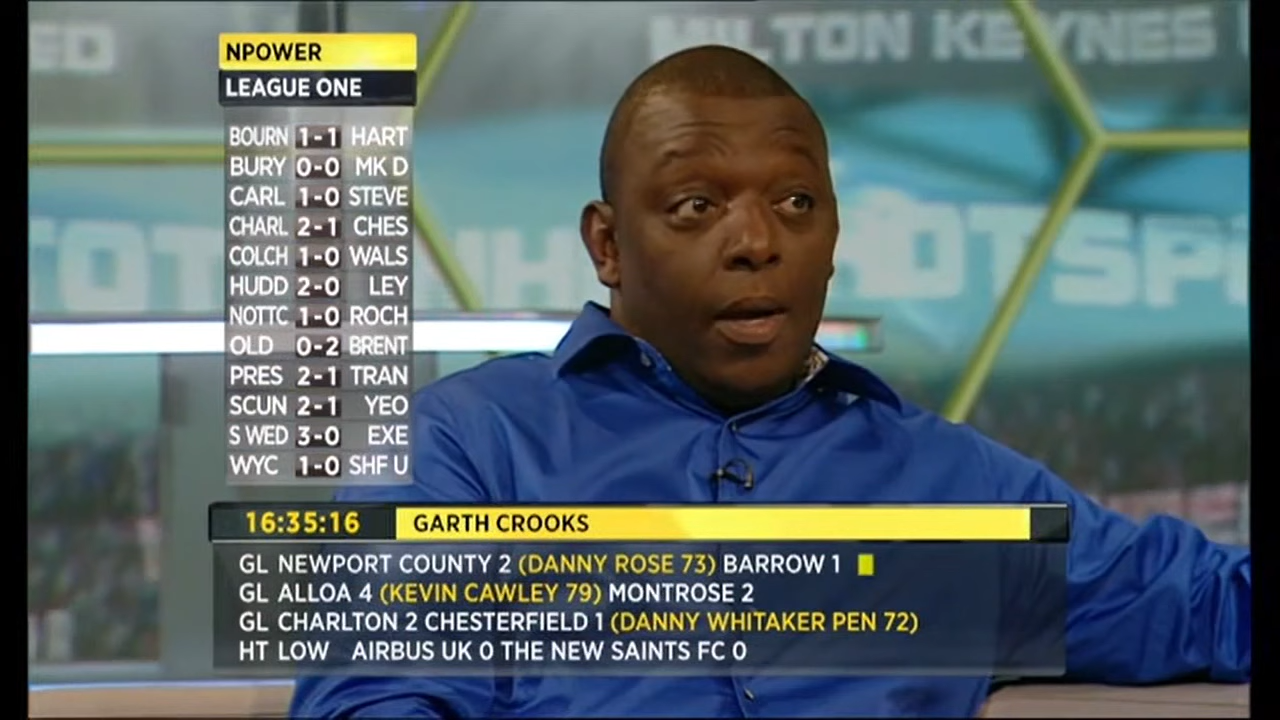 ED
MILTON KEYNES
NPOWER
LEAGUE ONE
BOURN 1-1 HART
BURY 0-0 MK D
CARL 1-0 STEVE
CHARL 2-1 CHES
COLCH 1-0 WALS
HUDD 2-0 LEY
NOTTC 1-0 ROCH
OLD 0-2 BRENT
PRES 2-1 TRAN
SCUN 2-1 YEO
S WED 3-0 EXE
WYC 1-0 SHF U
16:35:16 GARTH CROOKS
GL NEWPORT COUNTY 2 (DANNY ROSE 73) BARROW 1
GL ALLOA 4 (KEVIN CAWLEY 79) MONTROSE 2
GL CHARLTON 2 CHESTERFIELD 1 (DANNY WHITAKER PEN 72)
HT LOW AIRBUS UK 0 THE NEW SAINTS FC 0